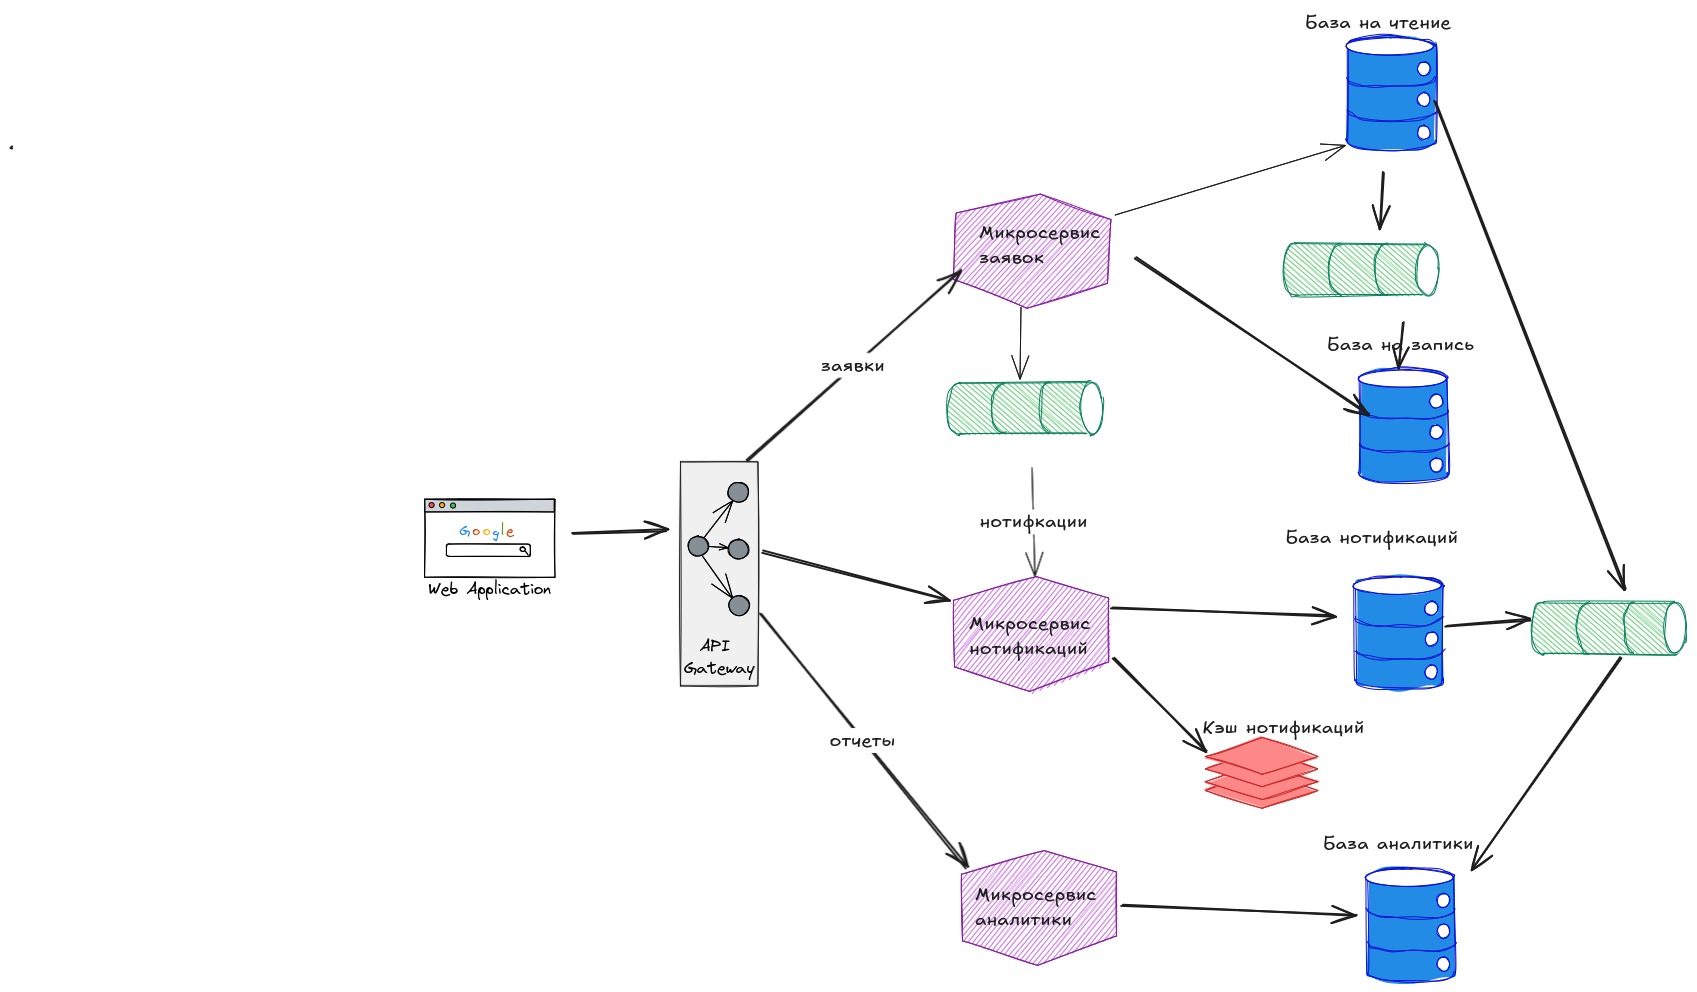 База на чтение
Микросервис
заявок
База на запись
заявки
Google
Web Application
API
Gateway
нотифкации
База нотификаций
Микросервис
нотификаций
Кэш нотификаций
отчеты
База аналитики
Микросервис
аналитики